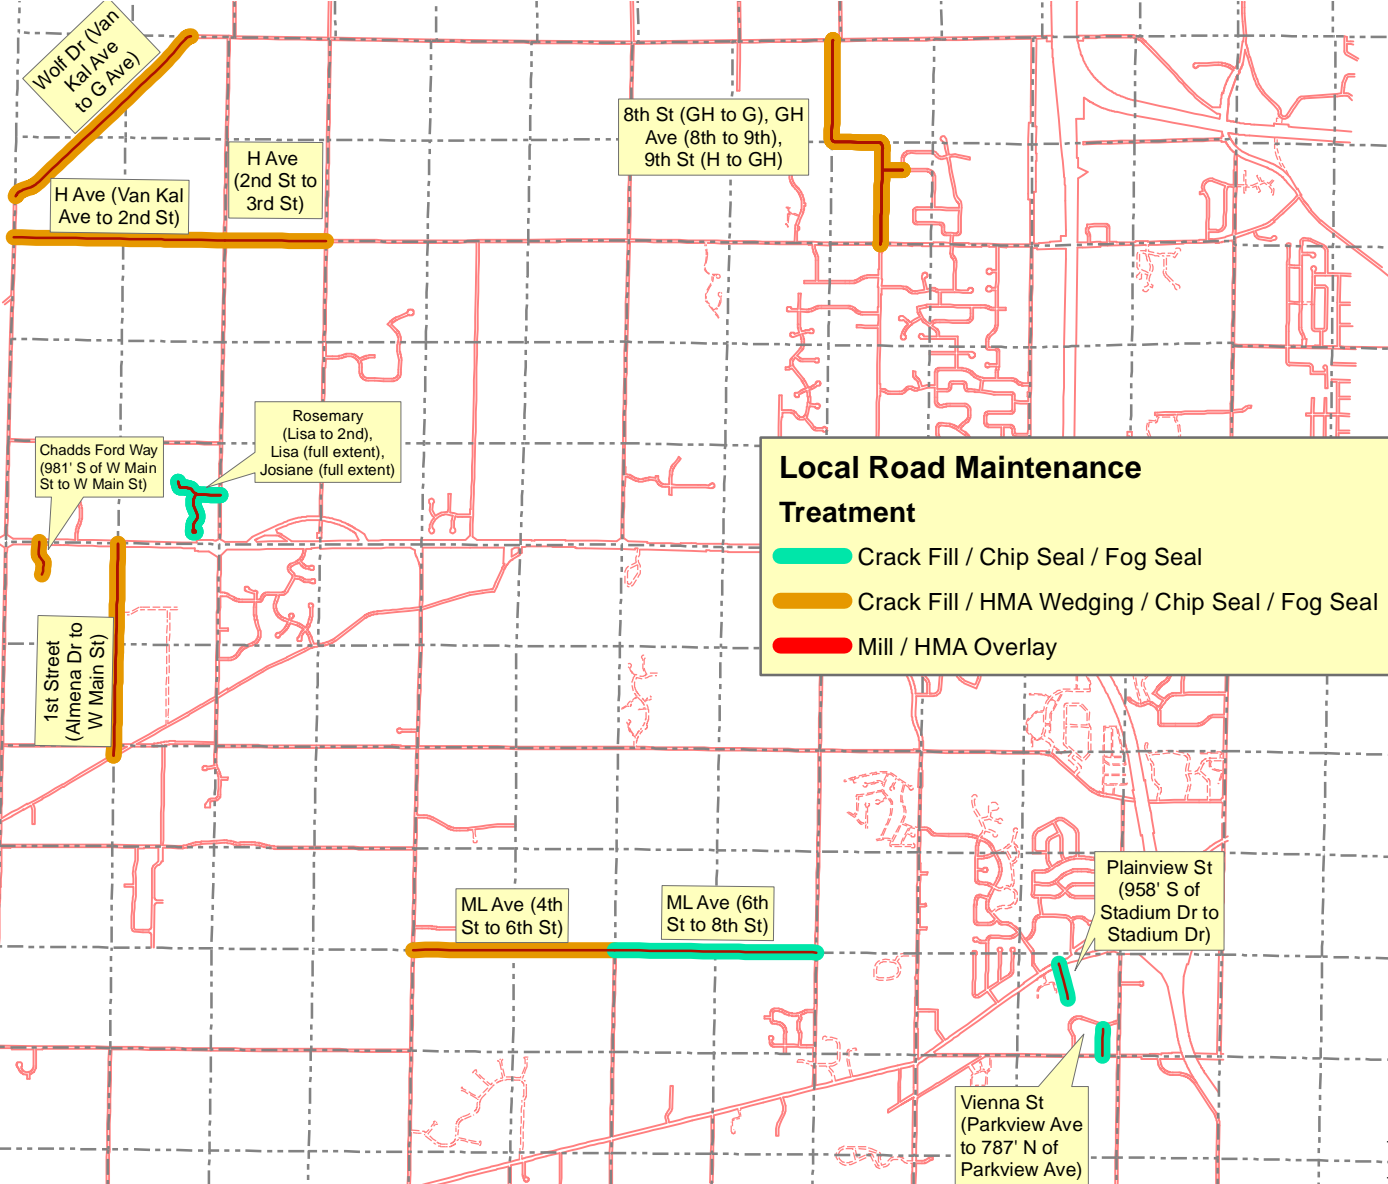 Wolf Dr (Van
Kal Ave
to G Ave)
H Ave (Van Kal
Ave to 2nd St)
H Ave
(2nd St to
3rd St)
8th St (GH to G), GH
Ave (8th to 9th),
9th St (H to GH)
Rosemary
(Lisa to 2nd),
Lisa (full extent),
Josiane (full extent)
Chadds Ford Way
(981' S of W Main
St to W Main St)
Local Road Maintenance
Treatment
Crack Fill / Chip Seal / Fog Seal
Crack Fill / HMA Wedging / Chip Seal / Fog Seal
Mill / HMA Overlay
1st Street
(Almena Dr to
W Main St)
ML Ave (4th
St to 6th St)
ML Ave (6th
St to 8th St)
Plainview St
(958' S of
Stadium Dr to
Stadium Dr)
Vienna St
(Parkview Ave
to 787' N of
Parkview Ave)